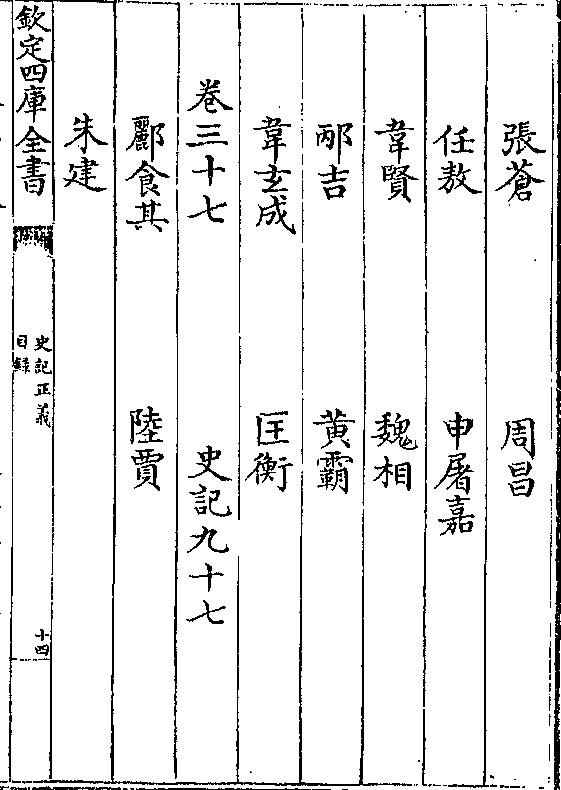 張蒼　周昌
任敖　申屠嘉
韋賢　魏相
邴吉　黃霸
韋玄成　匡衡
卷三十七　史記九十七
酈食其　陸賈
朱建
欽定四庫全書
史記正義
目錄
十四